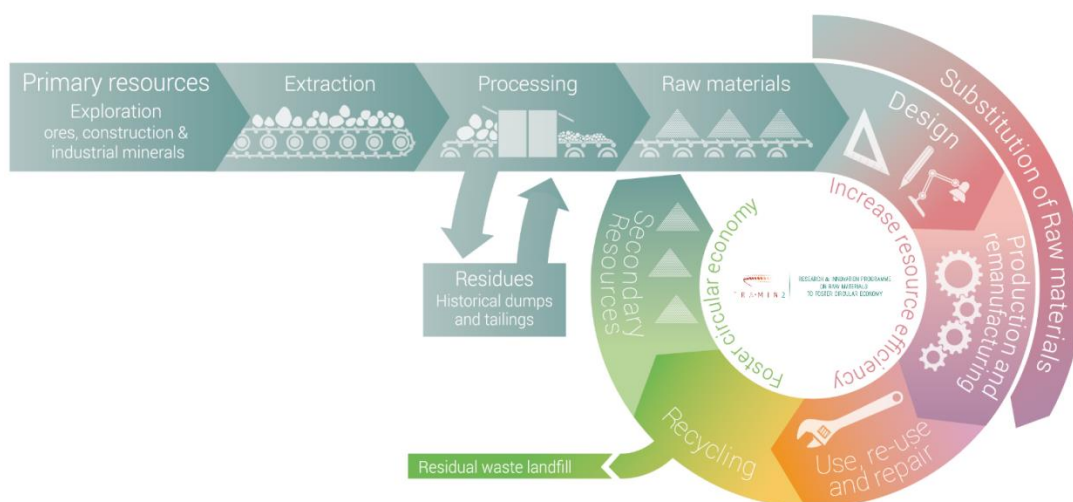 Primary resources
Exploration
ores, construction &
industrial minerals
Extraction
Processing
Raw materials
Design
Substitution of Raw materials
Production and
remanufacturing
Use, re-use
and repair
Recycling
Secondary
Resources
Residues
Historical dumps
and tailings
Residual waste landfill
Foster circular economy
Increase resource efficiency
RESEARCH & INNOVATION PROGRAMME
ON RAW MATERIALS
TO FOSTER CIRCULAR ECONOMY